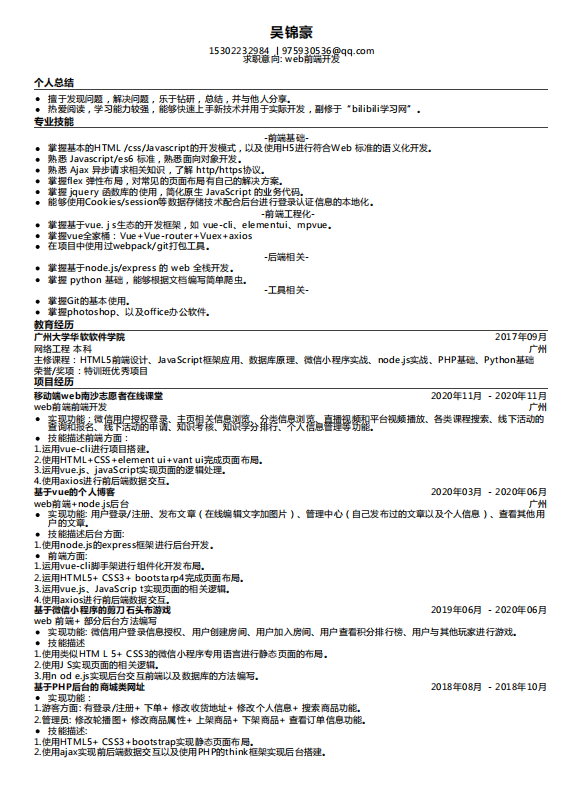 吴锦豪
15302232984 | 975930536@qq.com
求职意向: web前端开发
个人总结
● 擅于发现问题，解决问题，乐于钻研，总结，并与他人分享。
● 热爱阅读，学习能力较强，能够快速上手新技术并用于实际开发，副修于“bilibili学习网”。
专业技能
-前端基础-
● 掌握基本的HTML /css/Javascript的开发模式，以及使用H5进行符合Web 标准的语义化开发。
● 熟悉 Javascript/es6 标准，熟悉面向对象开发。
● 熟悉 Ajax 异步请求相关知识，了解 http/https协议。
● 掌握flex 弹性布局，对常见的页面布局有自己的解决方案。
● 掌握 jquery 函数库的使用，简化原生 JavaScript 的业务代码。
● 能够使用Cookies/session等数据存储技术配合后台进行登录认证信息的本地化。
-前端工程化-
● 掌握基于vue. j s生态的开发框架，如 vue-cli、elementui、mpvue。
● 掌握vue全家桶：Vue+Vue-router+Vuex+axios
● 在项目中使用过webpack/git打包工具。
-后端相关-
● 掌握基于node.js/express 的 web 全栈开发。
● 掌握 python 基础，能够根据文档编写简单爬虫。
-工具相关-
● 掌握Git的基本使用。
● 掌握photoshop、以及office办公软件。
教育经历
广州大学华软软件学院 2017年09月
网络工程 本科 广州
主修课程：HTML5前端设计、JavaScript框架应用、数据库原理、微信小程序实战、node.js实战、PHP基础、Python基础
荣誉/奖项：特训班优秀项目
项目经历
移动端web南沙志愿者在线课堂 2020年11月 - 2020年11月
web前端前端开发 广州
● 实现功能：微信用户授权登录、主页相关信息浏览、分类信息浏览、直播视频和平台视频播放、各类课程搜索、线下活动的
查询和报名、线下活动的申请、知识考核、知识学分排行、个人信息管理等功能。
● 技能描述前端方面：
1.运用vue-cli进行项目搭建。
2.使用HTML+CSS+element ui+vant ui完成页面布局。
3.运用vue.js、javaScript实现页面的逻辑处理。
4.使用axios进行前后端数据交互。
基于vue的个人博客 2020年03月 - 2020年06月
web前端+node.js后台 广州
● 实现功能: 用户登录/注册、发布文章（在线编辑文字加图片）、管理中心（自己发布过的文章以及个人信息）、查看其他用
户的文章。
● 技能描述后台方面:
1.使用node.js的express框架进行后台开发。
● 前端方面:
1.运用vue-cli脚手架进行组件化开发布局。
2.运用HTML5+ CSS3+ bootstarp4完成页面布局。
3.运用vue.js、JavaScrip t实现页面的相关逻辑。
4.使用axios进行前后端数据交互。
基于微信小程序的剪刀石头布游戏 2019年06月 - 2020年06月
web 前端+ 部分后台方法编写
● 实现功能: 微信用户登录信息授权、用户创建房间、用户加入房间、用户查看积分排行榜、用户与其他玩家进行游戏。
● 技能描述
1.使用类似HTM L 5+ CSS3的微信小程序专用语言进行静态页面的布局。
2.使用J S实现页面的相关逻辑。
3.用n od e.js实现后台交互前端以及数据库的方法编写。
基于PHP后台的商城类网址 2018年08月 - 2018年10月
● 实现功能：
1.游客方面: 有登录/注册+ 下单+ 修改收货地址+ 修改个人信息+ 搜索商品功能。
2.管理员: 修改轮播图+ 修改商品属性+ 上架商品+ 下架商品+ 查看订单信息功能。
● 技能描述:
1.使用HTML5+ CSS3+bootstrap实现静态页面布局。
2.使用ajax实现前后端数据交互以及使用PHP的think框架实现后台搭建。